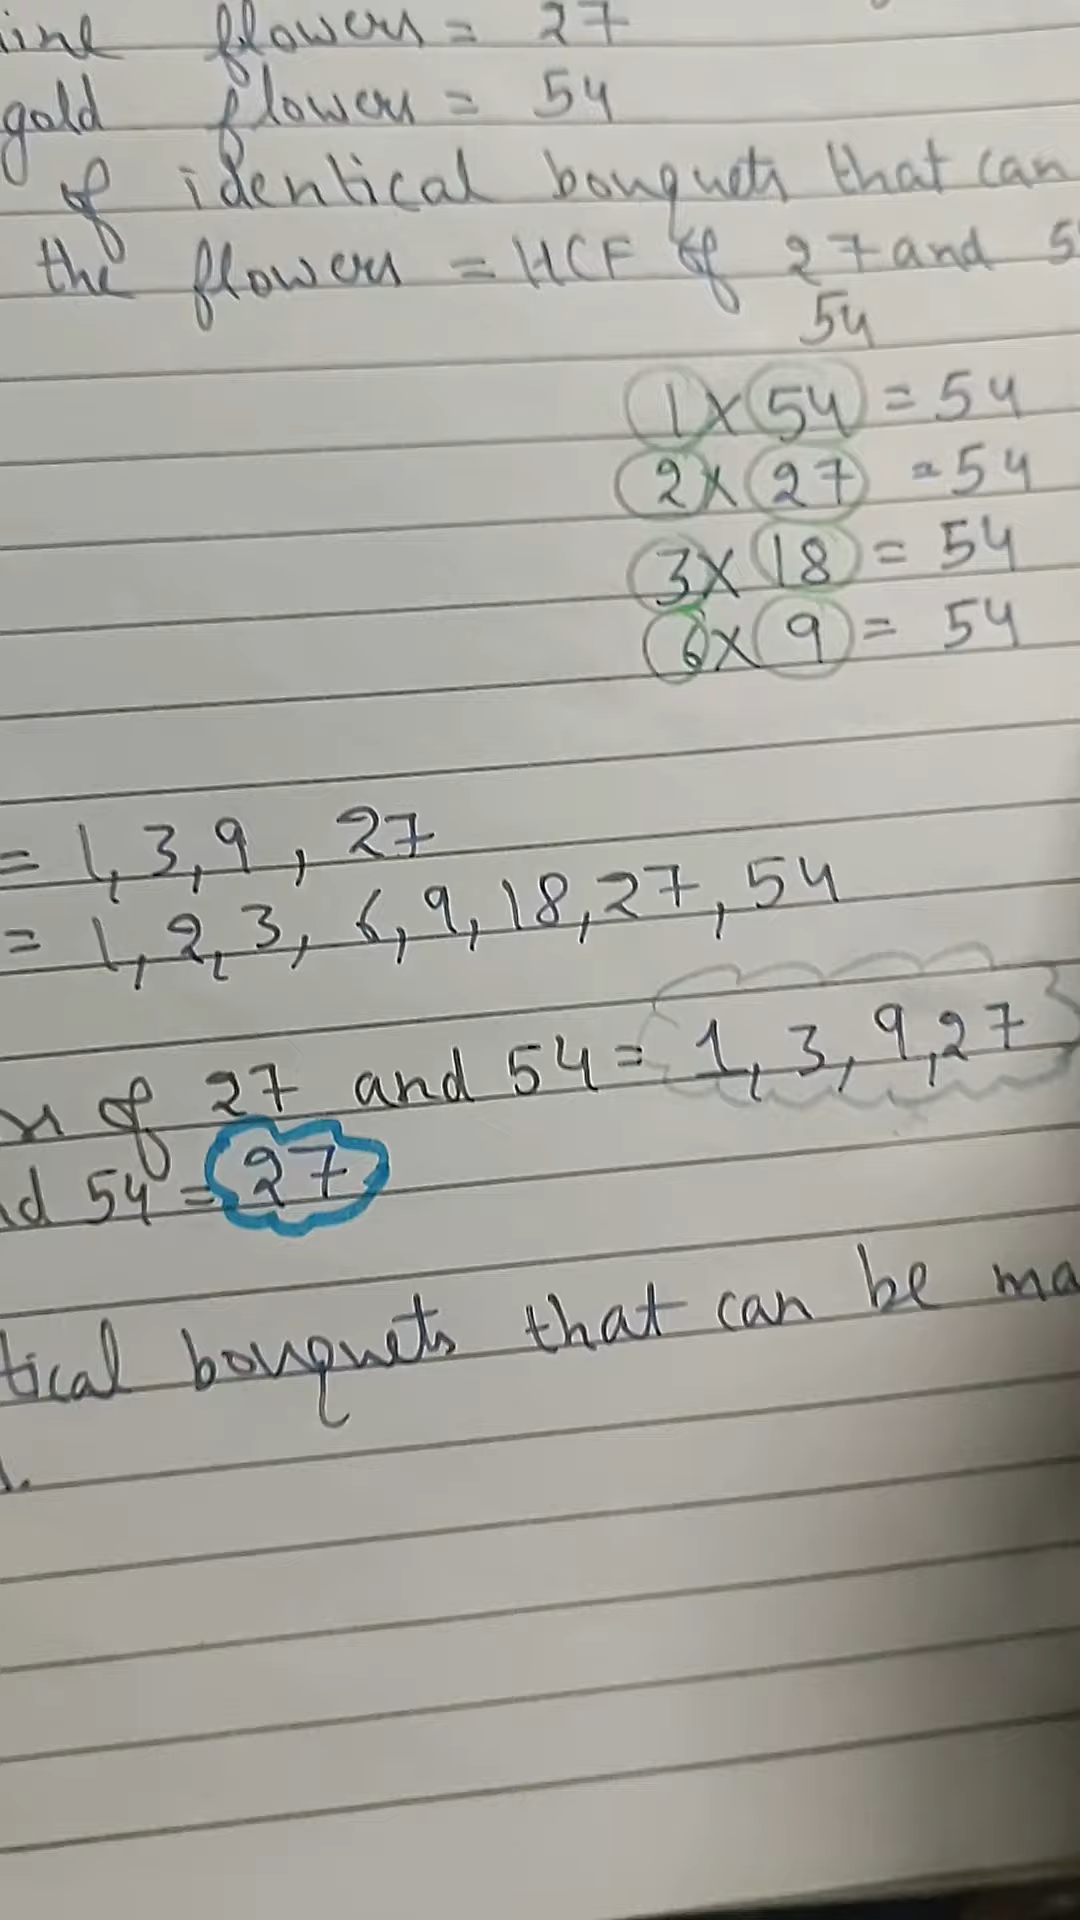 flowers = 27
gold flowers = 54
of identical bouquets that can
the flowers = HCF of 27 and 5
54
1 x 54 = 54
2 x 27 = 54
3 x 18 = 54
6 x 9 = 54
= 1, 3, 9, 27
= 1, 2, 3, 6, 9, 18, 27, 54
of 27 and 54 = 1, 3, 9, 27
d 54 = 27
tical bouquets that can be ma